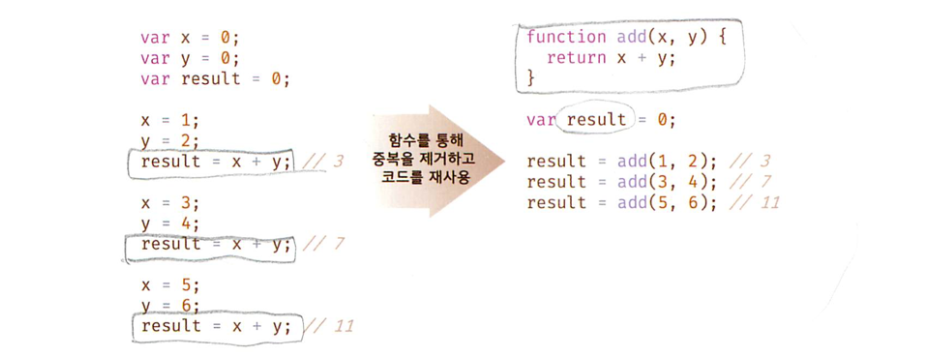 var x = 0;
var y = 0;
var result = 0;
x = 1;
y = 2;
result = x + y; // 3
x = 3;
y = 4;
result = x + y; // 7
x = 5;
y = 6;
result = x + y; // 11
함수를 통해
중복을 제거하고
코드를 재사용
function add(x, y) {
return x + y;
}
var result = 0;
result = add(1, 2); // 3
result = add(3, 4); // 7
result = add(5, 6); // 11